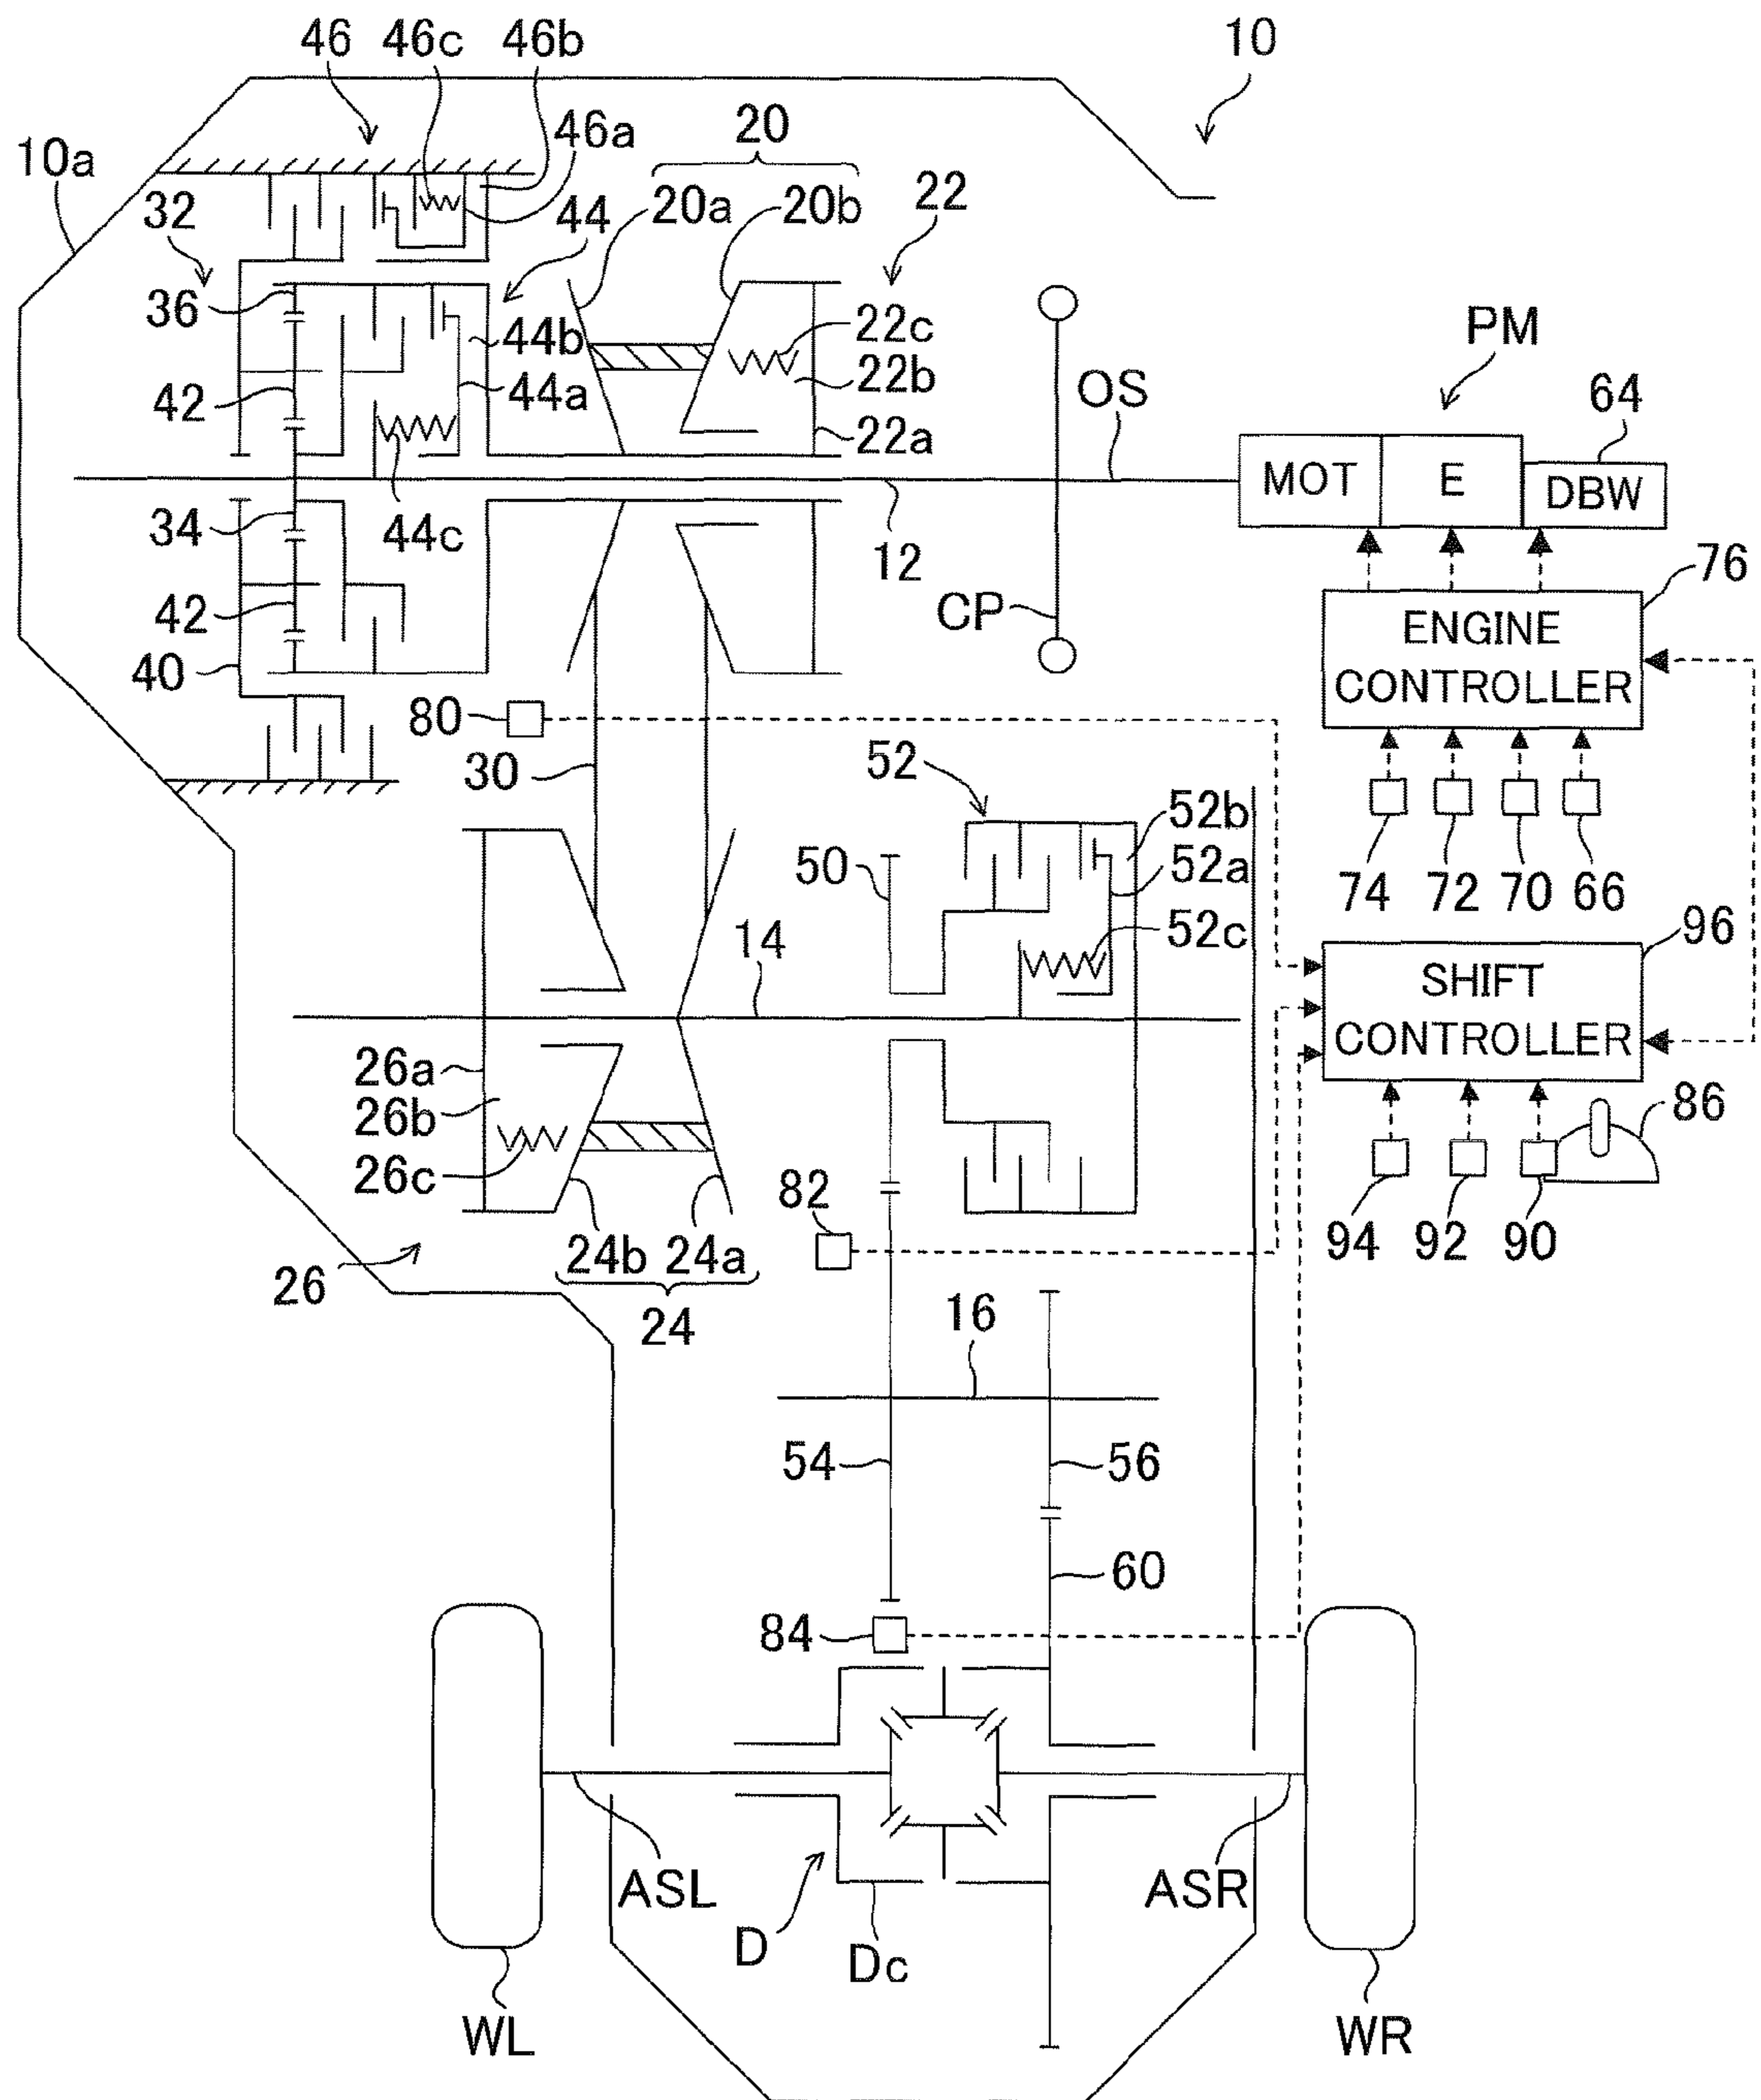 46 46c 46b 10
10a 46a 20
32 44 20a 20b 22
36 44b 22c PM
42 44a 22b OS 64
22a
MOT E DBW
34 44c 12 76
42 CP ENGINE
40 CONTROLLER
80
30 52
50 52b
52a 74 72 70 66
14 52c 96
SHIFT
CONTROLLER
26a
26b 86
26c 82
24b 24a 94 92 90
26 24 16
54 56
60
84
ASL ASR
D Dc
WL WR